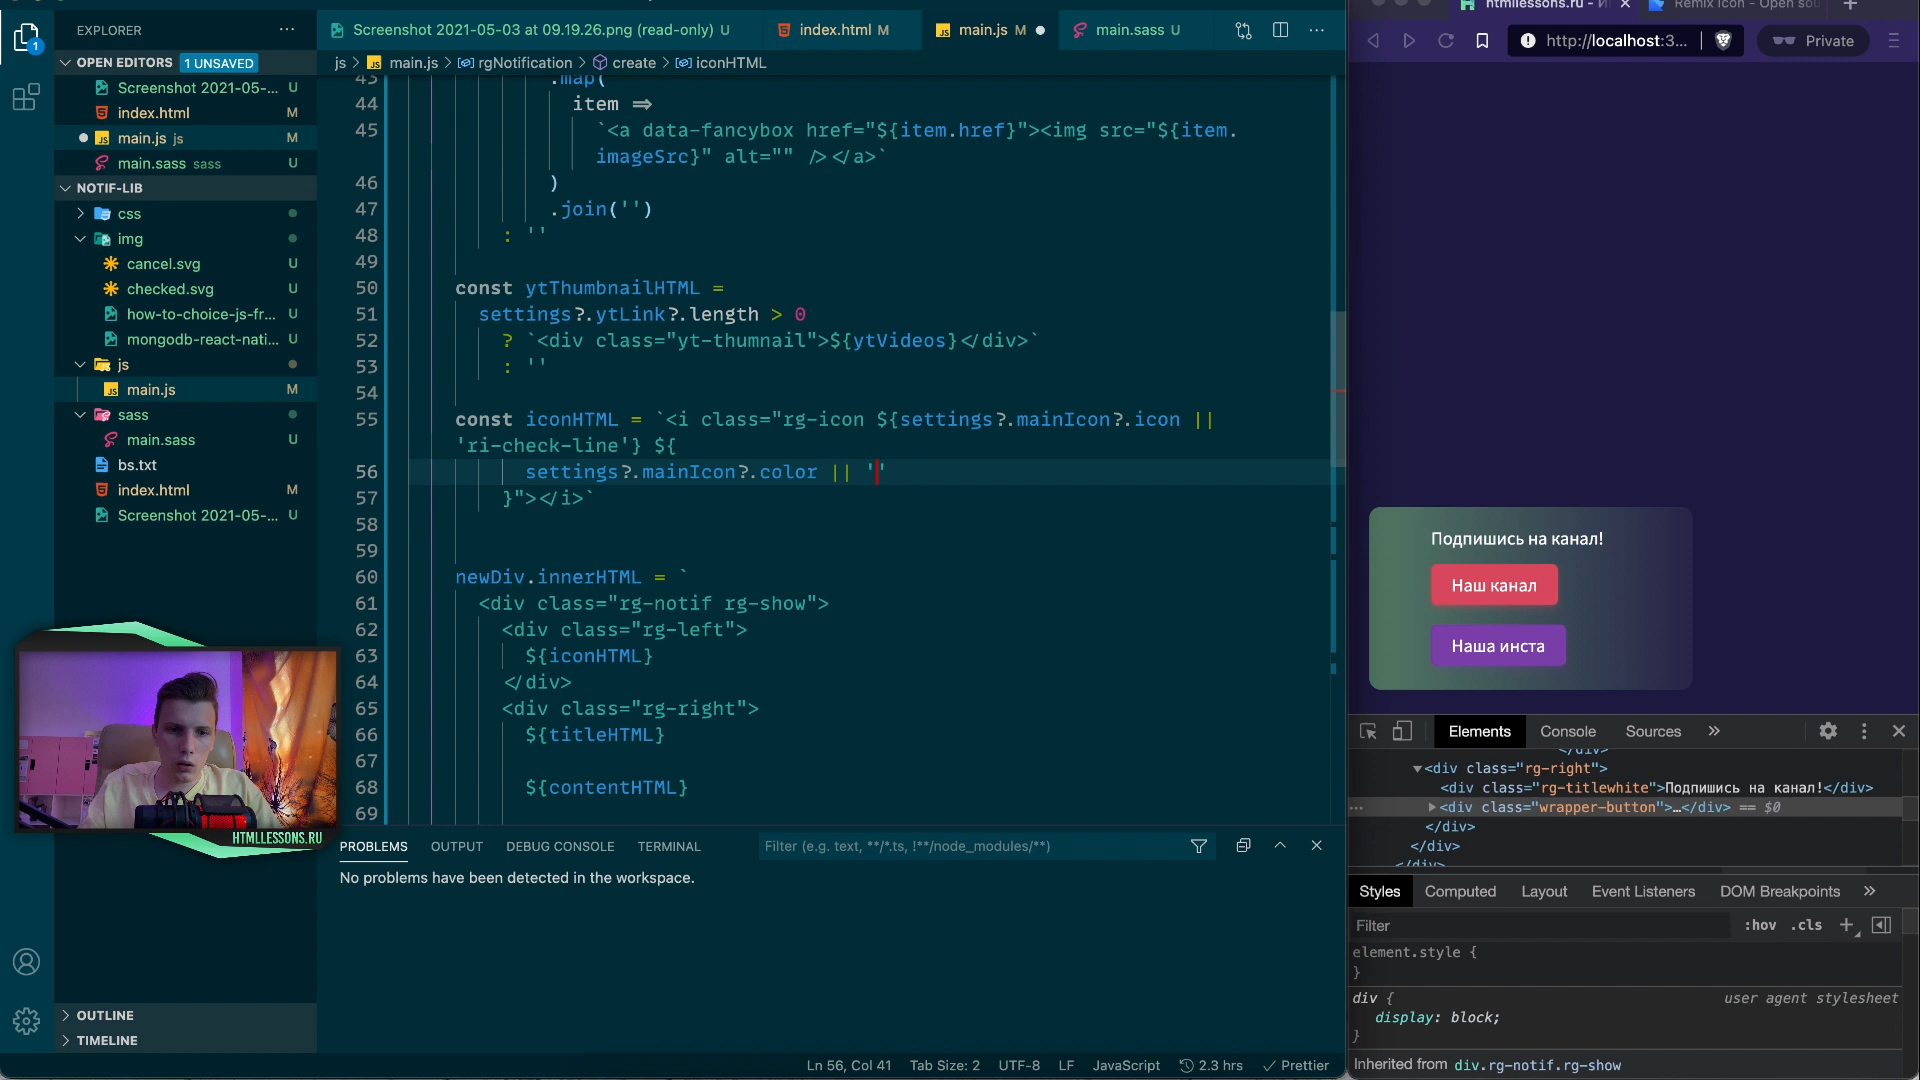 EXPLORER
OPEN EDITORS 1 UNSAVED
Screenshot 2021-05-... U
index.html M
main.js js M
main.sass sass U
NOTIF-LIB
css
img
cancel.svg U
checked.svg U
how-to-choice-js-fr... U
mongodb-react-nati... U
js
main.js M
sass
main.sass U
bs.txt
index.html M
Screenshot 2021-05-... U
OUTLINE
TIMELINE
HTMLLESSONS.RU
Screenshot 2021-05-03 at 09.19.26.png (read-only) U
index.html M
main.js M
main.sass U
js > main.js > rgNotification > create > iconHTML
43 .map(
44 item =>
45 `<a data-fancybox href="${item.href}"><img src="${item.
imageSrc}" alt="" /></a>`
46 )
47 .join('')
48 : ''
49
50 const ytThumbnailHTML =
51 settings?.ytLink?.length > 0
52 ? `<div class="yt-thumnail">${ytVideos}</div>`
53 : ''
54
55 const iconHTML = `<i class="rg-icon ${settings?.mainIcon?.icon ||
'ri-check-line'} ${
56 settings?.mainIcon?.color || ''
57 }"></i>`
58
59
60 newDiv.innerHTML = `
61 <div class="rg-notif rg-show">
62 <div class="rg-left">
63 ${iconHTML}
64 </div>
65 <div class="rg-right">
66 ${titleHTML}
67
68 ${contentHTML}
69
PROBLEMS OUTPUT DEBUG CONSOLE TERMINAL
Filter (e.g. text, **/*.ts, !**/node_modules/**)
No problems have been detected in the workspace.
Ln 56, Col 41 Tab Size: 2 UTF-8 LF JavaScript 2.3 hrs Prettier
htmllessons.ru - И
Remix Icon - Open sou
http://localhost:3... Private
Подпишись на канал!
Наш канал
Наша инста
Elements Console Sources
</div>
<div class="rg-right">
<div class="rg-titlewhite">Подпишись на канал!</div>
<div class="wrapper-button">…</div> == $0
</div>
</div>
</div>
Styles Computed Layout Event Listeners DOM Breakpoints
Filter :hov .cls
element.style {
}
div { user agent stylesheet
display: block;
}
Inherited from div.rg-notif.rg-show